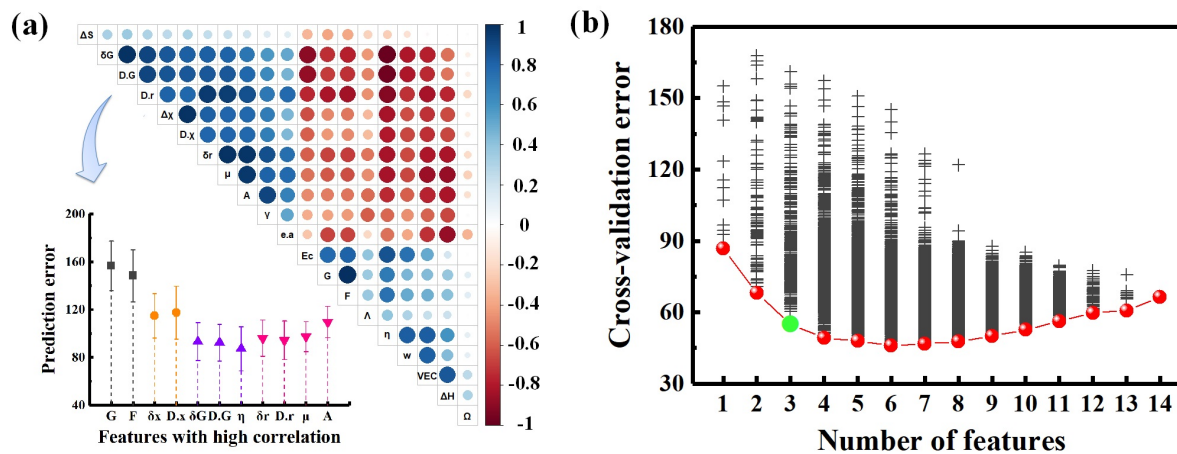 (a)
ΔS
δG
D.G
D.r
Δχ
D.χ
δr
μ
A
γ
e.a
Ec
G
F
Λ
η
w
VEC
ΔH
Ω
1
0.8
0.6
0.4
0.2
0
-0.2
-0.4
-0.6
-0.8
-1
Prediction error
200
160
120
80
40
G F δx D.x δG D.G η δr D.r μ A
Features with high correlation
(b)
Cross-validation error
180
150
120
90
60
30
1 2 3 4 5 6 7 8 9 10 11 12 13 14
Number of features